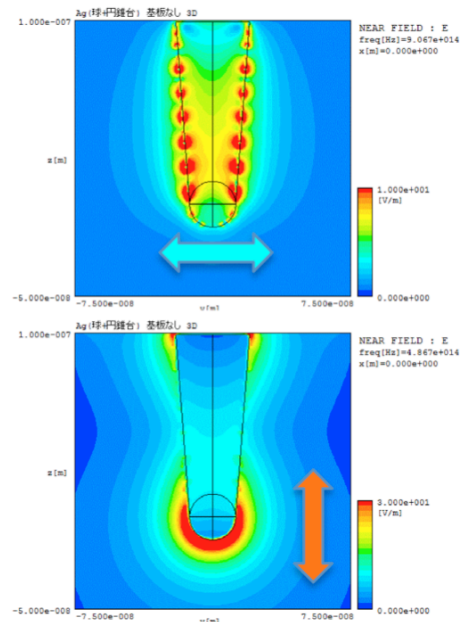 Ag(球+円錐台) 基板なし 3D
1.000e-007
NEAR FIELD : E
freq[Hz]=9.067e+014
x[m]=0.000e+000
z[m]
1.000e+001
[V/m]
0.000e+000
-5.000e-008
-7.500e-008
7.500e-008
Ag(球+円錐台) 基板なし 3D
1.000e-007
NEAR FIELD : E
freq[Hz]=4.867e+014
x[m]=0.000e+000
z[m]
3.000e+001
[V/m]
0.000e+000
-5.000e-008
-7.500e-008
7.500e-008